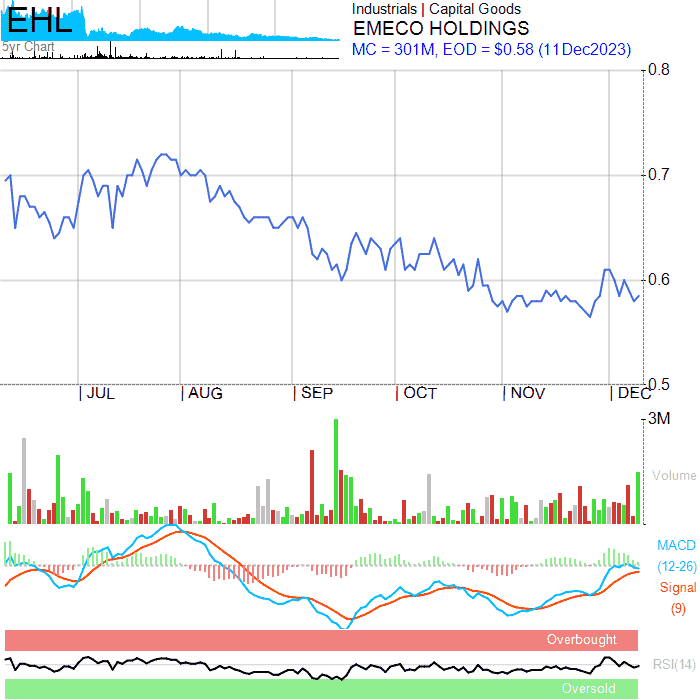 EHL
5yr Chart
Industrials | Capital Goods
EMECO HOLDINGS
MC = 301M, EOD = $0.58 (11Dec2023)
0.8
0.7
0.6
0.5
JUL AUG SEP OCT NOV DEC
3M
Volume
MACD
(12-26)
Signal
(9)
Overbought
RSI(14)
Oversold